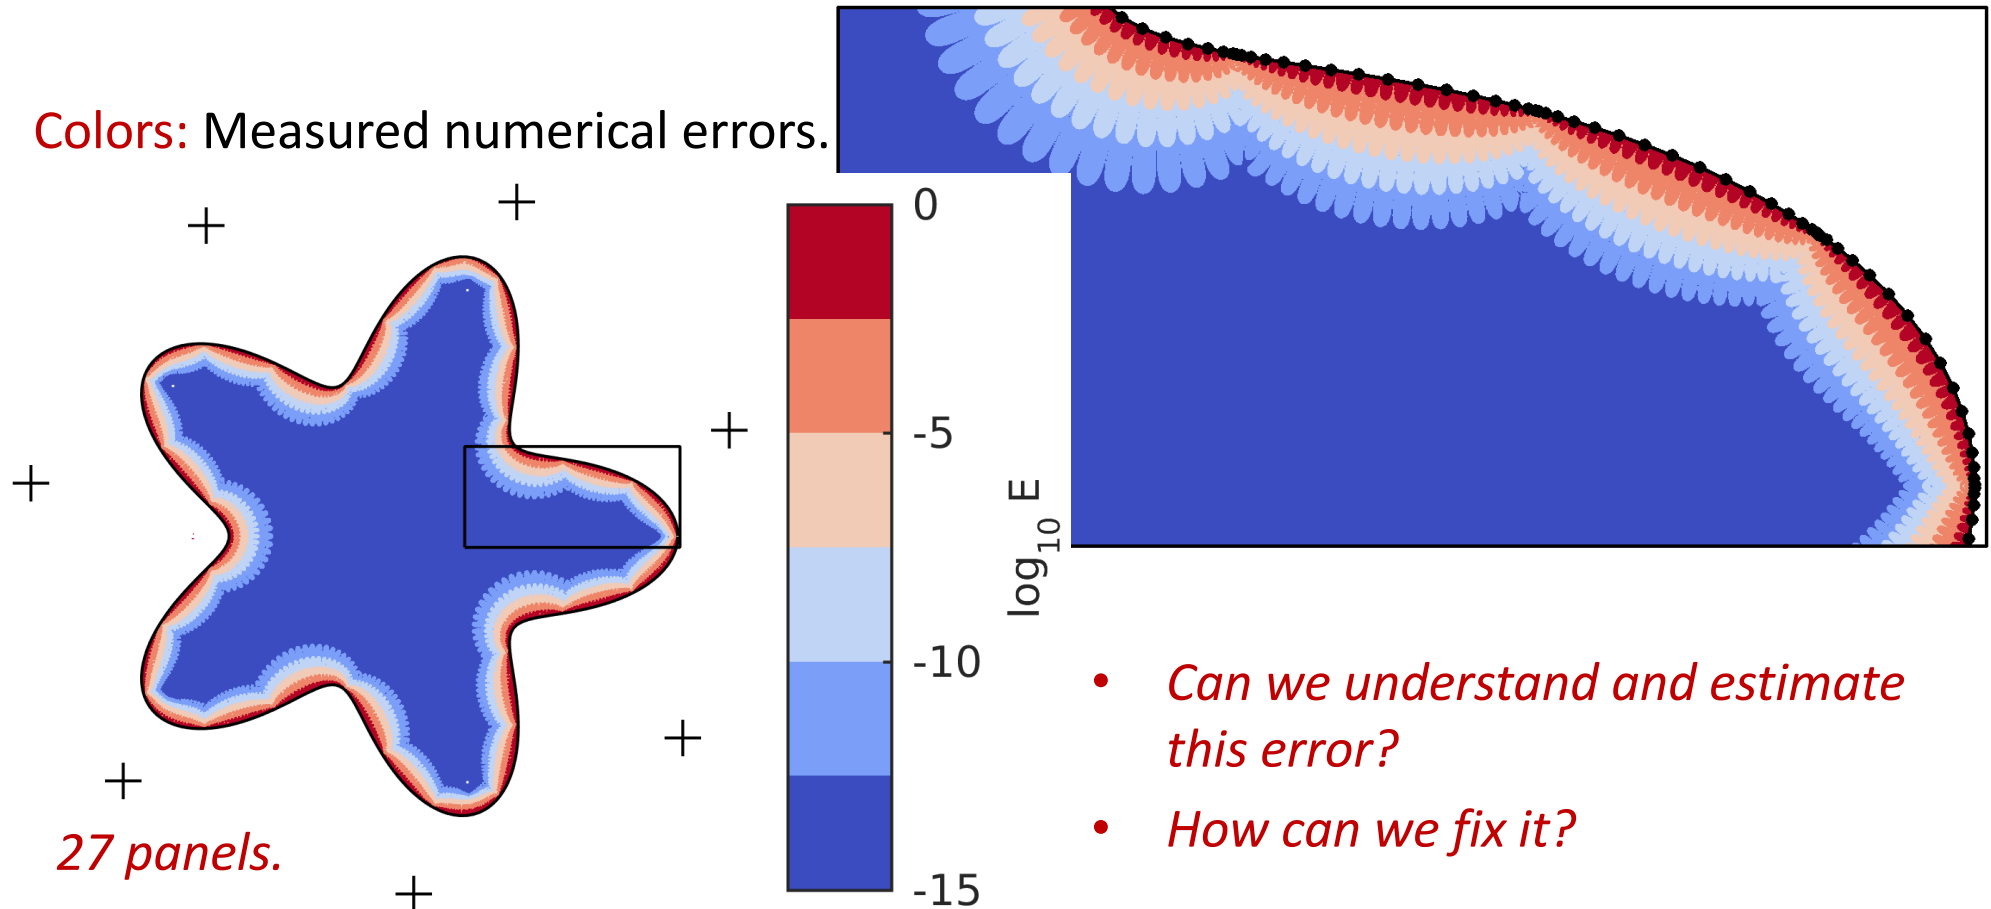 Colors: Measured numerical errors.
0
-5
-10
-15
log10 E
27 panels.
• Can we understand and estimate
this error?
• How can we fix it?